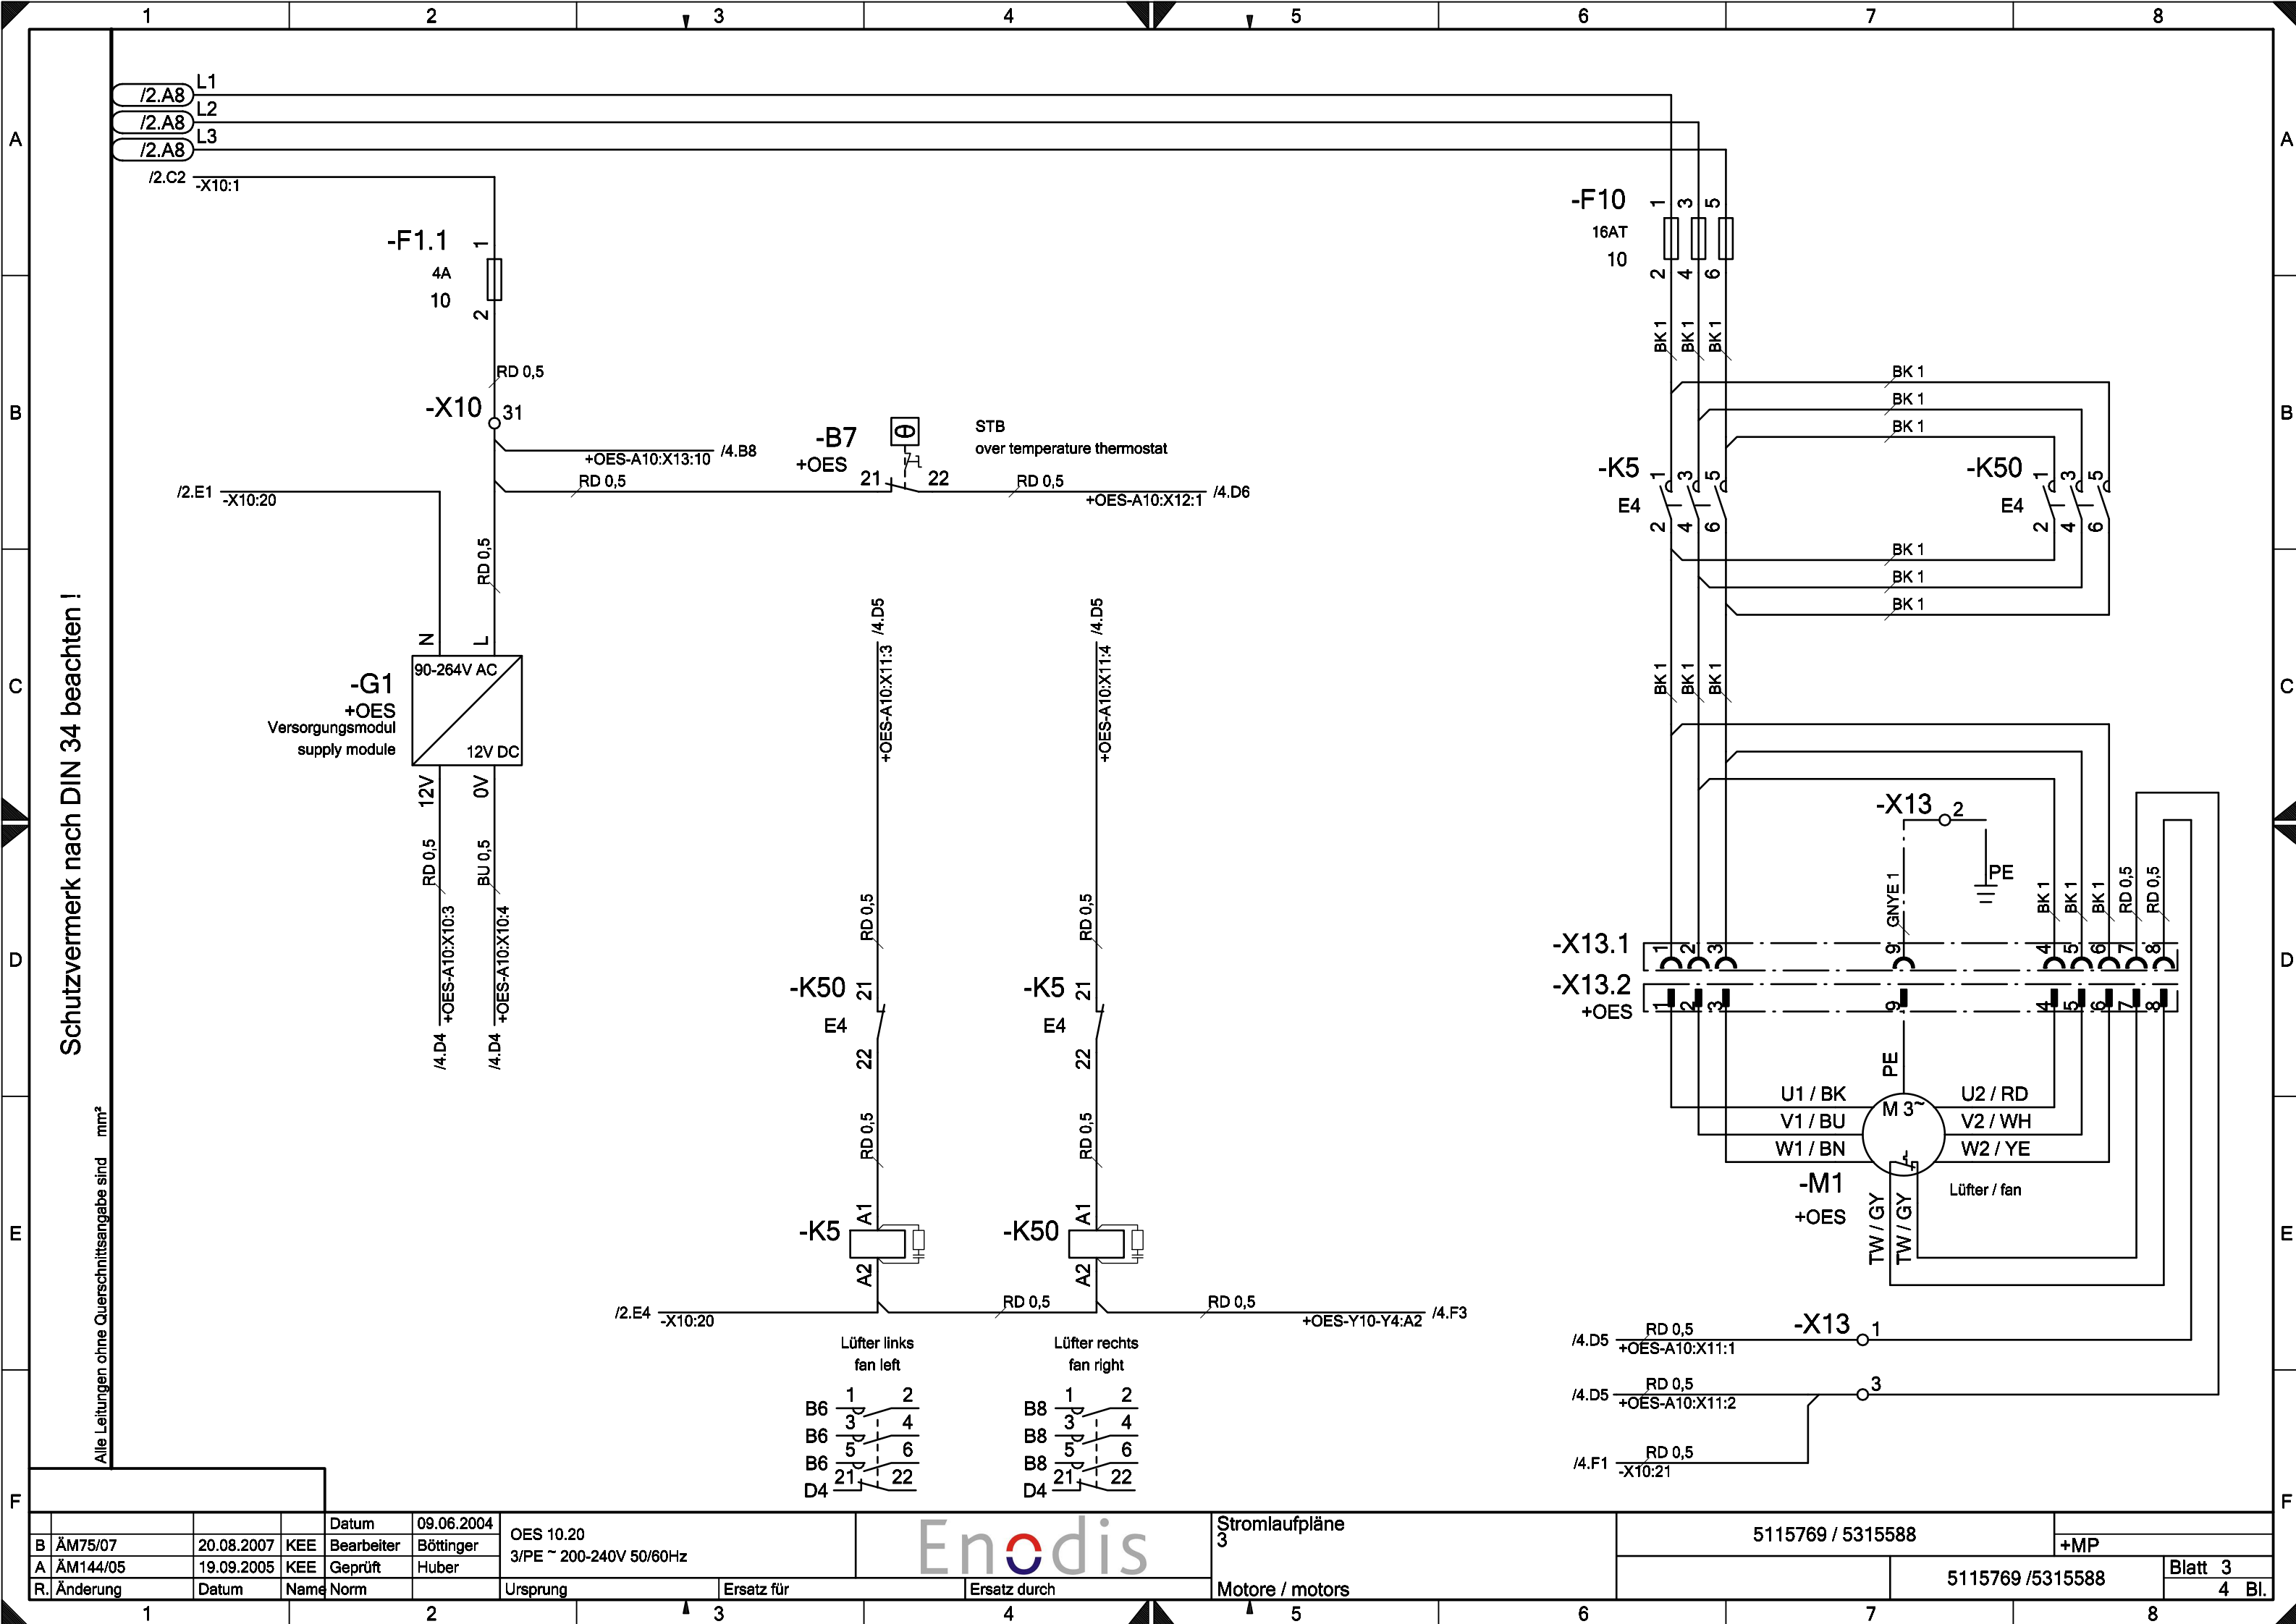 1 2 3 4 5 6 7 8
A
B
C
D
E
F
A
B
C
D
E
F
/2.A8 L1
/2.A8 L2
/2.A8 L3
/2.C2 -X10:1
-F1.1 1
4A
10
2
RD 0,5
-X10 31
+OES-A10:X13:10 /4.B8
RD 0,5
/2.E1 -X10:20
-B7
+OES
21 22
STB
over temperature thermostat
RD 0,5
+OES-A10:X12:1 /4.D6
RD 0,5
N L
90-264V AC
12V DC
-G1
+OES
Versorgungsmodul
supply module
12V 0V
RD 0,5 BU 0,5
+OES-A10:X10:3 +OES-A10:X10:4
/4.D4 /4.D4
/4.D5 /4.D5
+OES-A10:X11:3 +OES-A10:X11:4
RD 0,5 RD 0,5
-K50 21 -K5 21
E4 E4
22 22
RD 0,5 RD 0,5
A1 A1
-K5 -K50
A2 A2
/2.E4 -X10:20
RD 0,5
RD 0,5
+OES-Y10-Y4:A2 /4.F3
Lüfter links
fan left
Lüfter rechts
fan right
B6 1 2
B6 3 4
B6 5 6
D4 21 22
B8 1 2
B8 3 4
B8 5 6
D4 21 22
-F10 1 3 5
16AT
10
2 4 6
BK 1 BK 1 BK 1
BK 1
BK 1
BK 1
-K5 1 3 5
E4
2 4 6
-K50 1 3 5
E4
2 4 6
BK 1
BK 1
BK 1
BK 1 BK 1 BK 1
-X13 2
PE
GNYE 1
BK 1 BK 1 BK 1 RD 0,5 RD 0,5
-X13.1 1 2 3 9 4 5 6 7 8
-X13.2 1 2 3 9 4 5 6 7 8
+OES
PE
U1 / BK M 3~ U2 / RD
V1 / BU V2 / WH
W1 / BN W2 / YE
-M1
+OES
Lüfter / fan
TW / GY TW / GY
/4.D5 RD 0,5 -X13 1
+OES-A10:X11:1
/4.D5 RD 0,5 3
+OES-A10:X11:2
/4.F1 RD 0,5
-X10:21
Schutzvermerk nach DIN 34 beachten !
Alle Leitungen ohne Querschnittsangabe sind mm²
Datum 09.06.2004
B ÄM75/07 20.08.2007 KEE Bearbeiter Böttinger
A ÄM144/05 19.09.2005 KEE Geprüft Huber
R. Änderung Datum Name Norm
OES 10.20
3/PE ~ 200-240V 50/60Hz
Ursprung Ersatz für Ersatz durch
Enodis
Stromlaufpläne
3
Motore / motors
5115769 / 5315588
+MP
5115769 /5315588
Blatt 3
4 Bl.
1 2 3 4 5 6 7 8